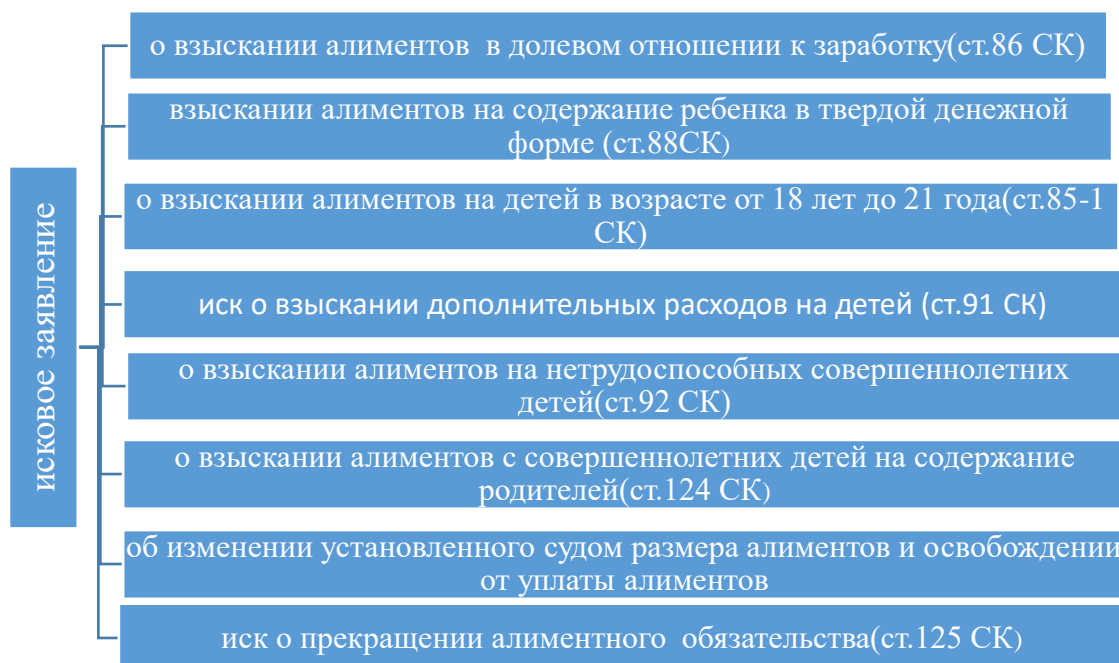 исковое заявление
о взыскании алиментов в долевом отношении к заработку(ст.86 СК)
взыскании алиментов на содержание ребенка в твердой денежной
форме (ст.88СК)
о взыскании алиментов на детей в возрасте от 18 лет до 21 года(ст.85-1
СК)
иск о взыскании дополнительных расходов на детей (ст.91 СК)
о взыскании алиментов на нетрудоспособных совершеннолетних
детей(ст.92 СК)
о взыскании алиментов с совершеннолетних детей на содержание
родителей(ст.124 СК)
об изменении установленного судом размера алиментов и освобождении
от уплаты алиментов
иск о прекращении алиментного обязательства(ст.125 СК)